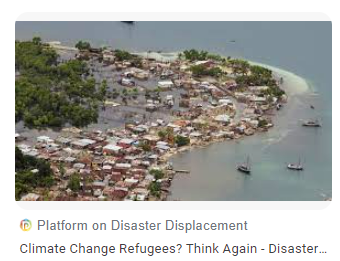 Platform on Disaster Displacement
Climate Change Refugees? Think Again - Disaster...